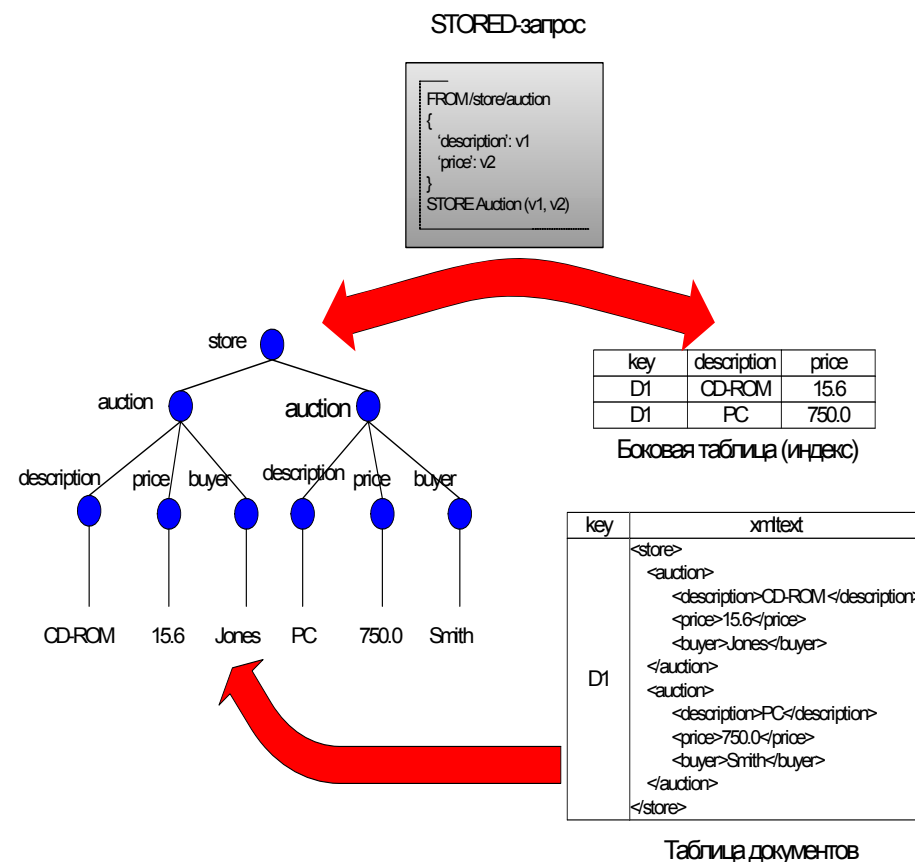 STORED-запрос
FROM /store/auction
{
‘description’: v1
‘price’: v2
}
STORE Auction (v1, v2)
store
auction
auction
description
price
buyer
description
price
buyer
CD-ROM 15.6 Jones PC 750.0 Smith
key description price
D1 CD-ROM 15.6
D1 PC 750.0
Боковая таблица (индекс)
key xmltext
D1
<store>
<auction>
<description>CD-ROM </description>
<price>15.6</price>
<buyer>Jones</buyer>
</auction>
<auction>
<description>PC</description>
<price>750.0</price>
<buyer>Smith</buyer>
</auction>
</store>
Таблица документов